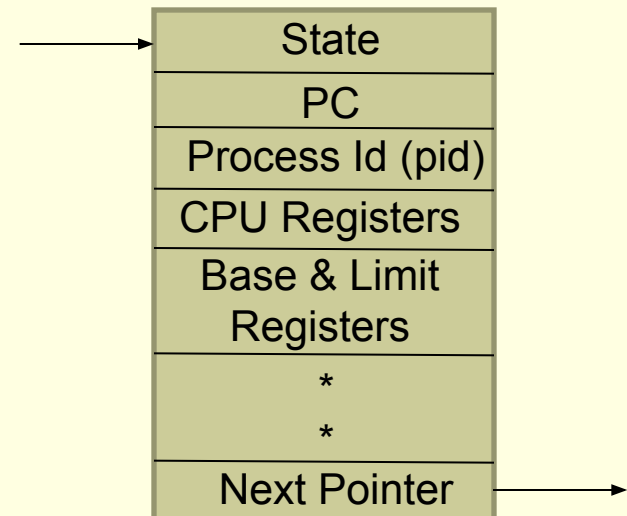 State
PC
Process Id (pid)
CPU Registers
Base & Limit
Registers
*
*
Next Pointer